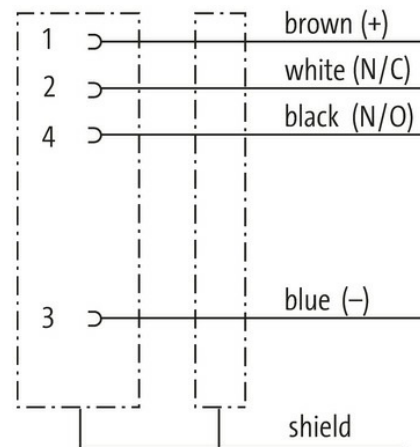 1 brown (+)
2 white (N/C)
4 black (N/O)
3 blue (–)
shield